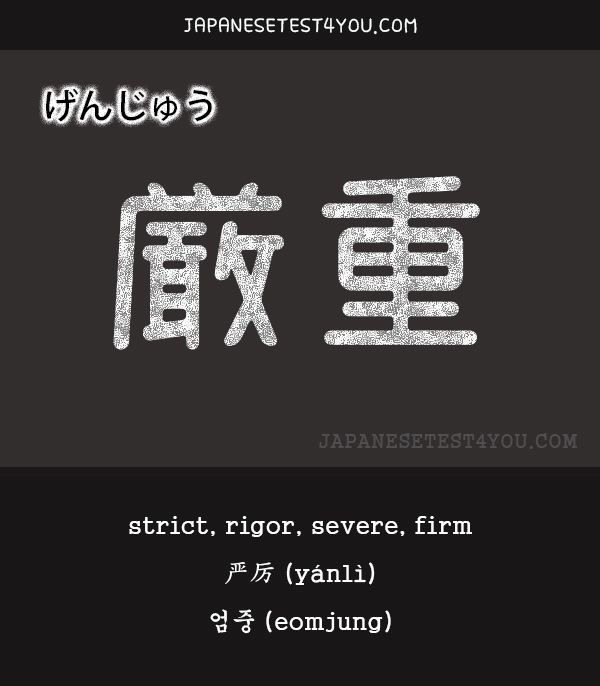 JAPANESETEST4YOU.COM
げんじゅう
厳重
JAPANESETEST4YOU.COM
strict, rigor, severe, firm
严厉 (yánlì)
엄중 (eomjung)